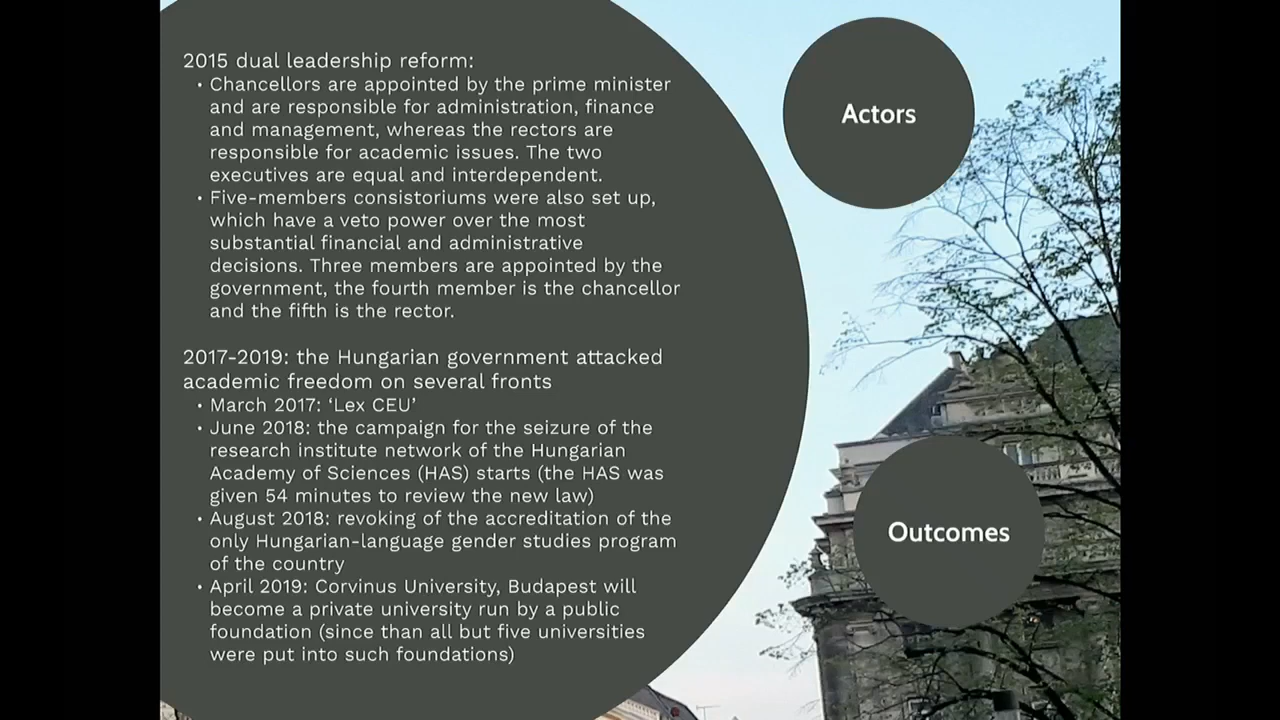 2015 dual leadership reform:
• Chancellors are appointed by the prime minister
and are responsible for administration, finance
and management, whereas the rectors are
responsible for academic issues. The two
executives are equal and interdependent.
• Five-members consistoriums were also set up,
which have a veto power over the most
substantial financial and administrative
decisions. Three members are appointed by the
government, the fourth member is the chancellor
and the fifth is the rector.
2017-2019: the Hungarian government attacked
academic freedom on several fronts
• March 2017: ‘Lex CEU’
• June 2018: the campaign for the seizure of the
research institute network of the Hungarian
Academy of Sciences (HAS) starts (the HAS was
given 54 minutes to review the new law)
• August 2018: revoking of the accreditation of the
only Hungarian-language gender studies program
of the country
• April 2019: Corvinus University, Budapest will
become a private university run by a public
foundation (since than all but five universities
were put into such foundations)
Actors
Outcomes